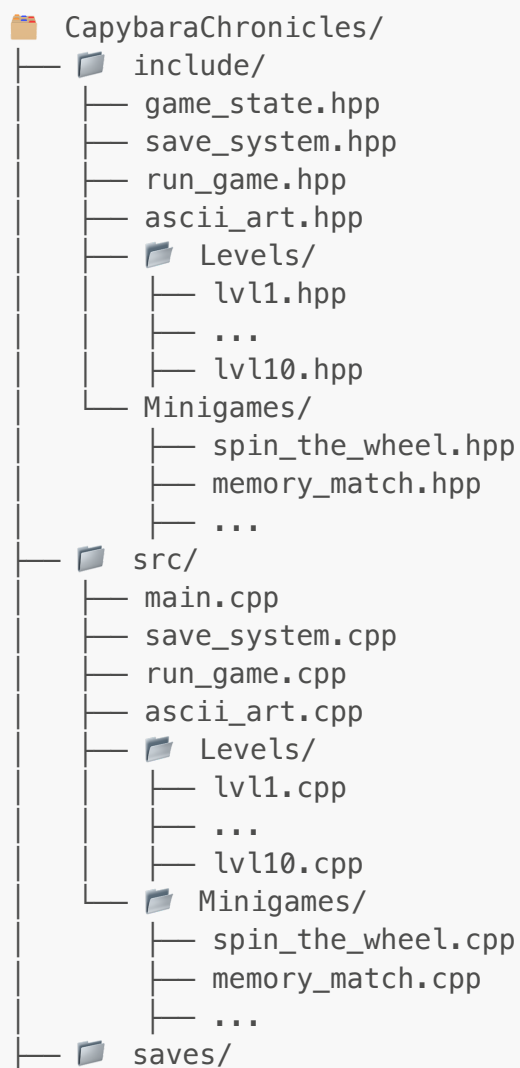 CapybaraChronicles/
├── include/
│   ├── game_state.hpp
│   ├── save_system.hpp
│   ├── run_game.hpp
│   ├── ascii_art.hpp
│   ├── Levels/
│   │   ├── lvl1.hpp
│   │   ├── ...
│   │   ├── lvl10.hpp
│   └── Minigames/
│       ├── spin_the_wheel.hpp
│       ├── memory_match.hpp
│       ├── ...
├── src/
│   ├── main.cpp
│   ├── save_system.cpp
│   ├── run_game.cpp
│   ├── ascii_art.cpp
│   ├── Levels/
│   │   ├── lvl1.cpp
│   │   ├── ...
│   │   ├── lvl10.cpp
│   └── Minigames/
│       ├── spin_the_wheel.cpp
│       ├── memory_match.cpp
│       ├── ...
├── saves/